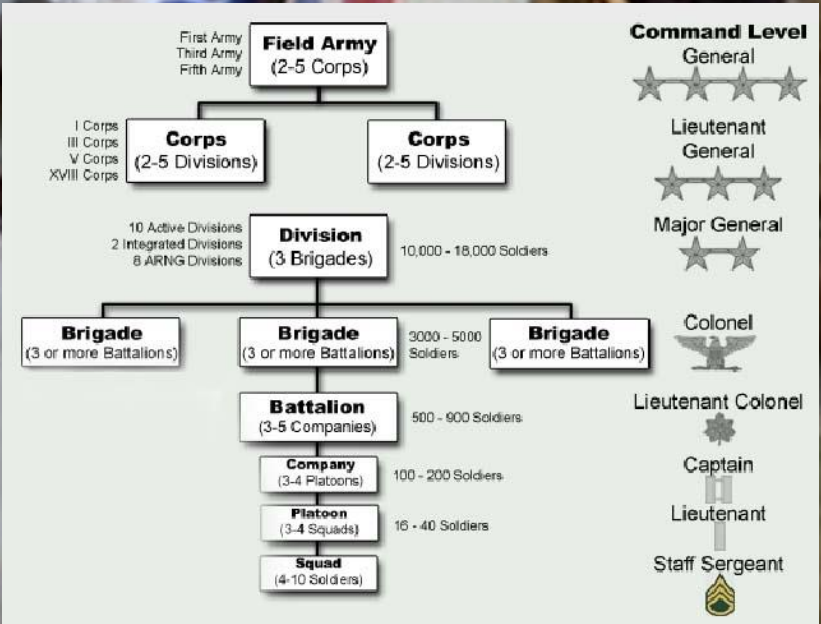 First Army
Third Army
Fifth Army
Field Army
(2-5 Corps)
Command Level
General
I Corps
III Corps
V Corps
XVIII Corps
Corps
(2-5 Divisions)
Corps
(2-5 Divisions)
Lieutenant
General
10 Active Divisions
2 Integrated Divisions
8 ARNG Divisions
Division
(3 Brigades)
10,000 - 18,000 Soldiers
Major General
Brigade
(3 or more Battalions)
Brigade
(3 or more Battalions)
3000 - 5000
Soldiers
Brigade
(3 or more Battalions)
Colonel
Battalion
(3-5 Companies)
500 - 900 Soldiers
Lieutenant Colonel
Company
(3-4 Platoons)
100 - 200 Soldiers
Captain
Platoon
(3-4 Squads)
16 - 40 Soldiers
Lieutenant
Squad
(4-10 Soldiers)
Staff Sergeant